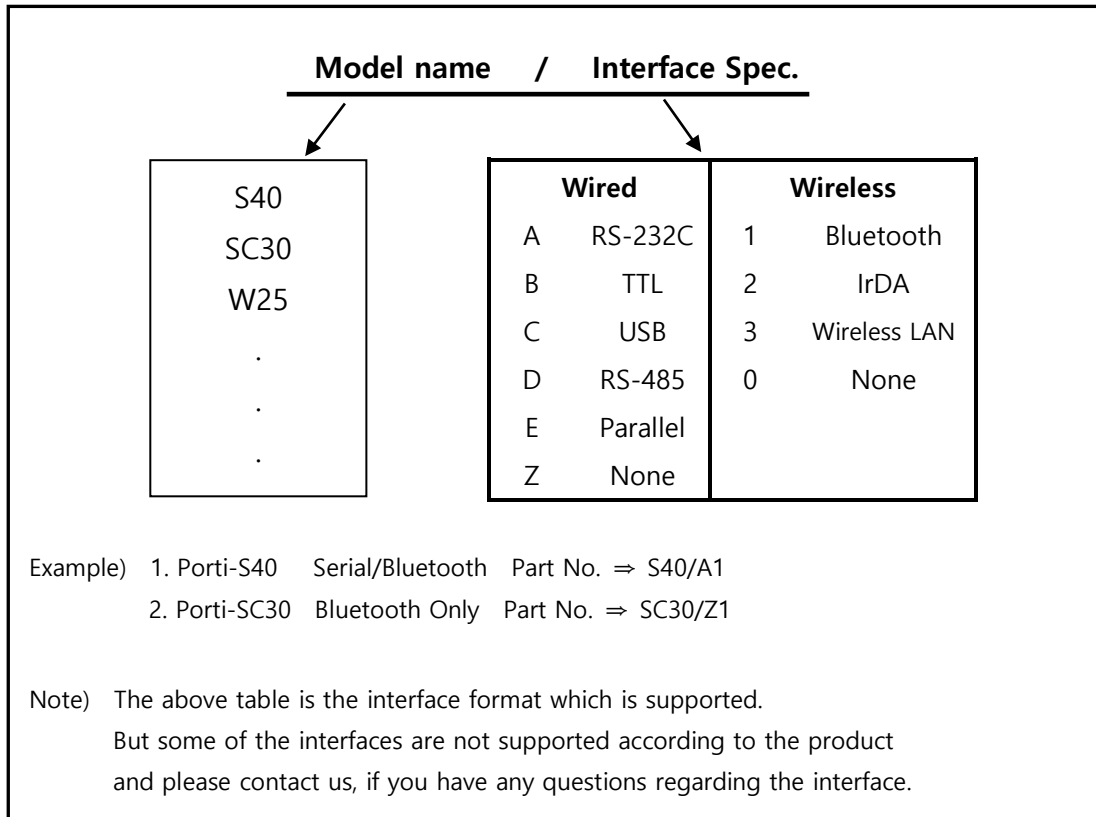 Model name / Interface Spec.
S40
SC30
W25
.
.
.
Wired Wireless
A RS-232C 1 Bluetooth
B TTL 2 IrDA
C USB 3 Wireless LAN
D RS-485 0 None
E Parallel
Z None
Example) 1. Porti-S40 Serial/Bluetooth Part No. ⇒ S40/A1
2. Porti-SC30 Bluetooth Only Part No. ⇒ SC30/Z1
Note) The above table is the interface format which is supported.
But some of the interfaces are not supported according to the product
and please contact us, if you have any questions regarding the interface.